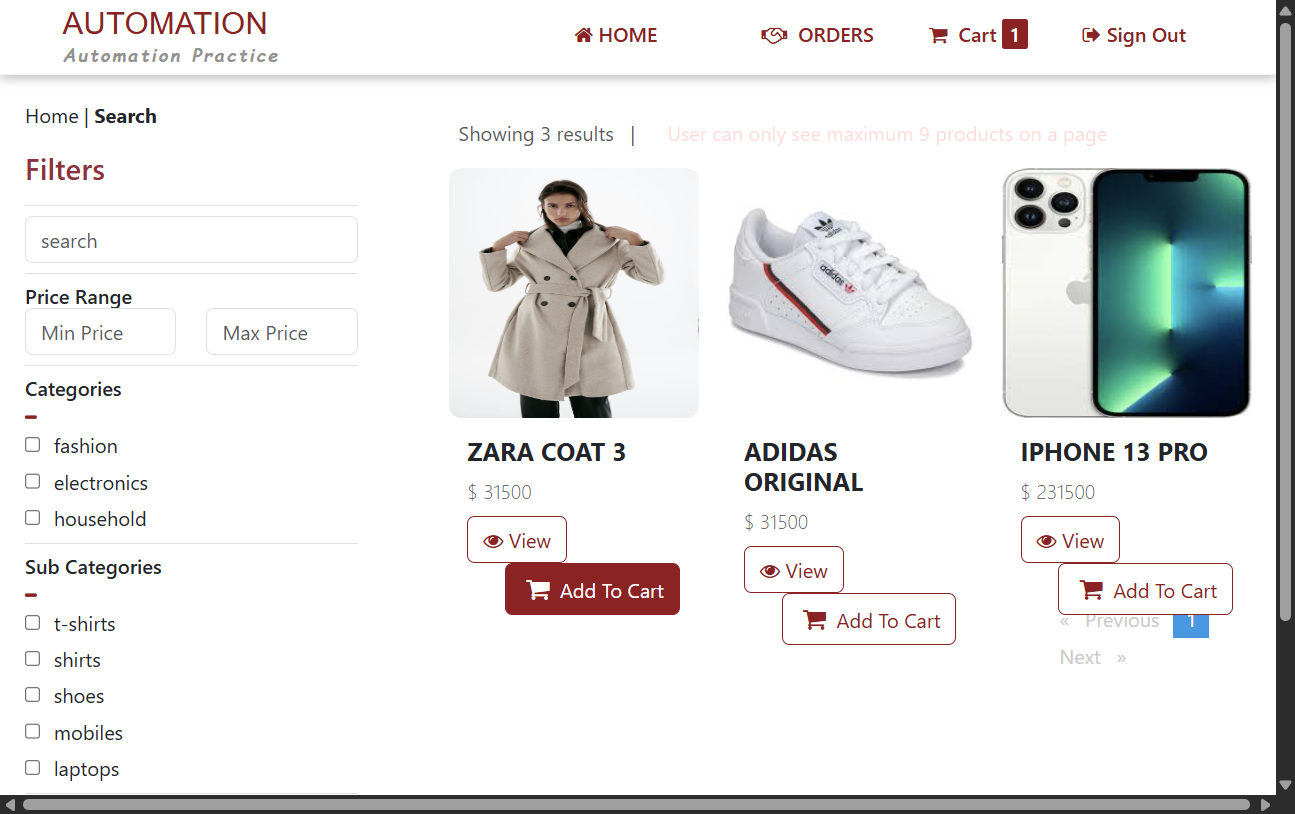 AUTOMATION
Automation Practice
HOME
ORDERS
Cart 1
Sign Out
Home | Search
Showing 3 results | User can only see maximum 9 products on a page
Filters
search
Price Range
Min Price
Max Price
Categories
fashion
electronics
household
Sub Categories
t-shirts
shirts
shoes
mobiles
laptops
adidas
ZARA COAT 3
$ 31500
View
Add To Cart
ADIDAS
ORIGINAL
$ 31500
View
Add To Cart
IPHONE 13 PRO
$ 231500
View
Add To Cart
« Previous 1
Next »